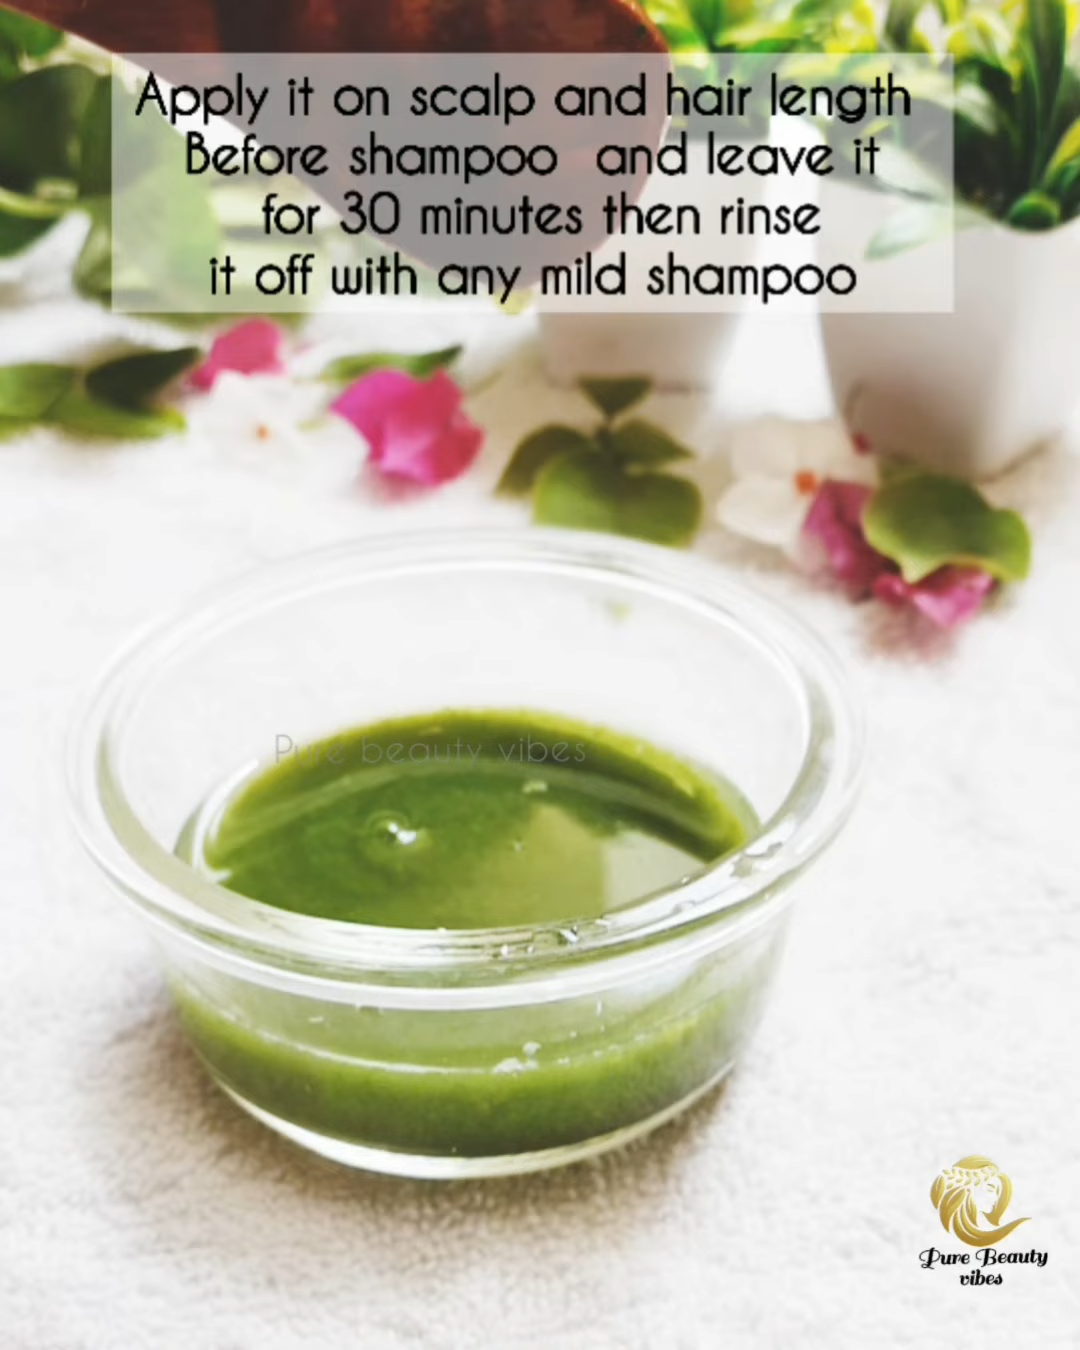 Apply it on scalp and hair length
Before shampoo and leave it
for 30 minutes then rinse
it off with any mild shampoo
Pure beauty vibes
Pure Beauty
vibes